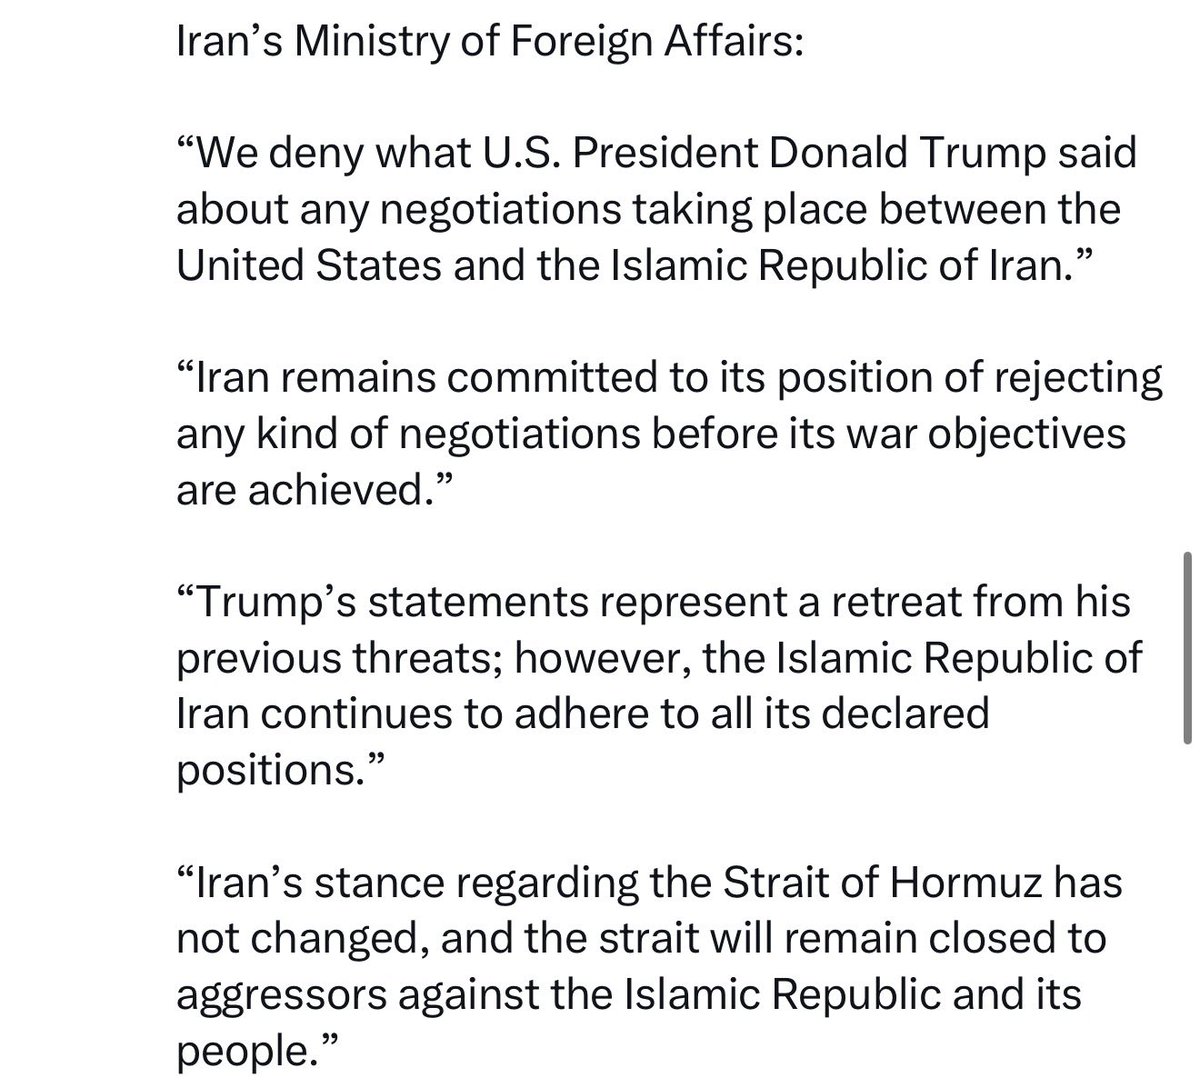 Iran’s Ministry of Foreign Affairs:
“We deny what U.S. President Donald Trump said
about any negotiations taking place between the
United States and the Islamic Republic of Iran.”
“Iran remains committed to its position of rejecting
any kind of negotiations before its war objectives
are achieved.”
“Trump’s statements represent a retreat from his
previous threats; however, the Islamic Republic of
Iran continues to adhere to all its declared
positions.”
“Iran’s stance regarding the Strait of Hormuz has
not changed, and the strait will remain closed to
aggressors against the Islamic Republic and its
people.”